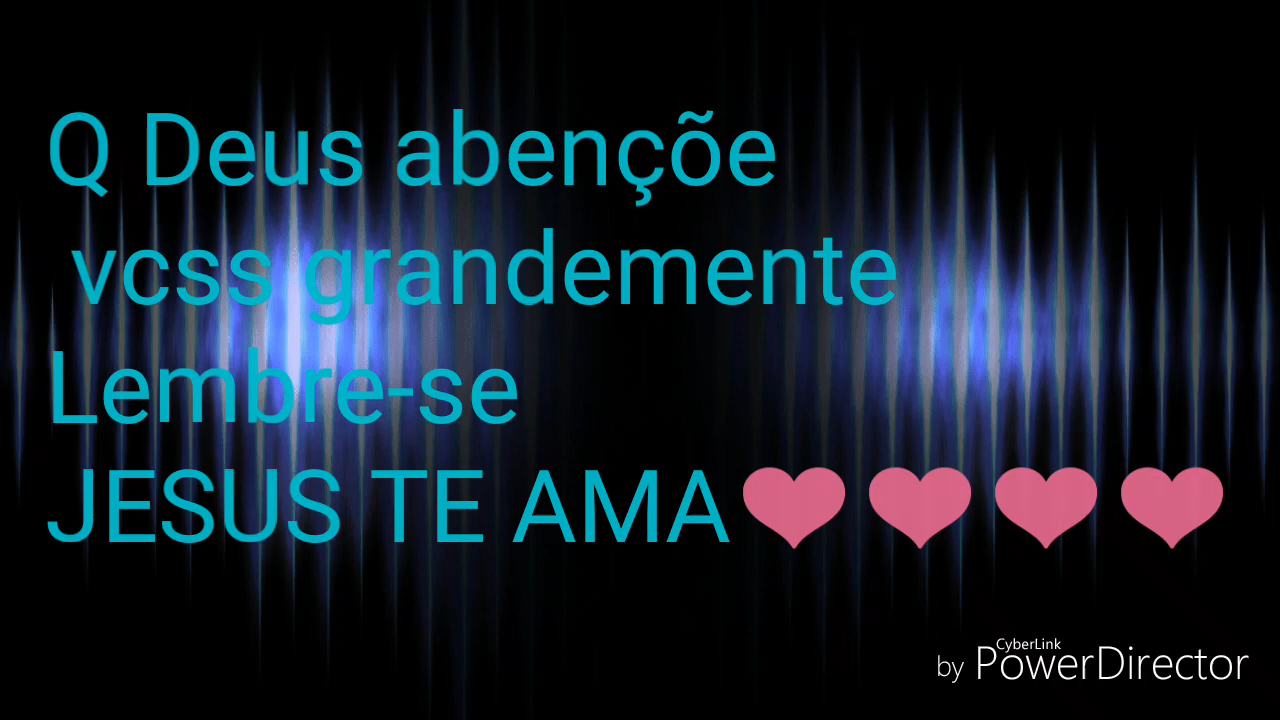 Q Deus abençõe
vcss grandemente
Lembre-se
JESUS TE AMA❤❤❤❤
by CyberLink PowerDirector